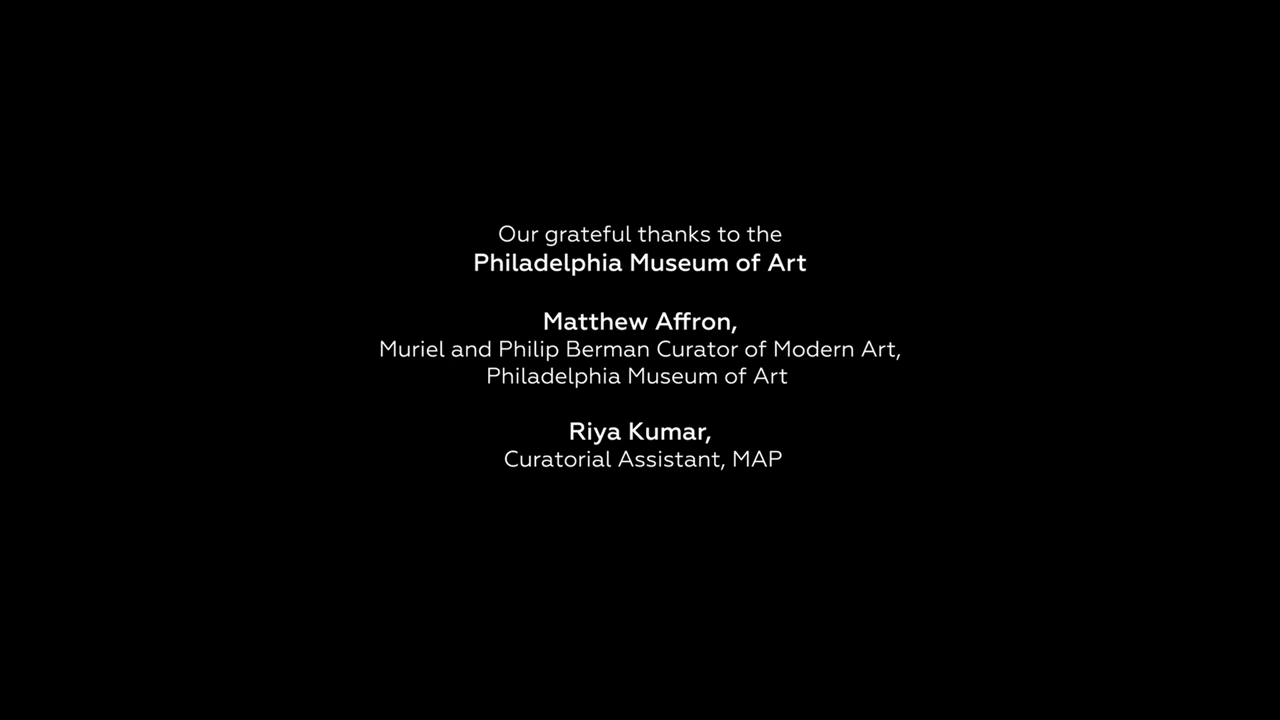 Our grateful thanks to the
Philadelphia Museum of Art
Matthew Affron,
Muriel and Philip Berman Curator of Modern Art,
Philadelphia Museum of Art
Riya Kumar,
Curatorial Assistant, MAP